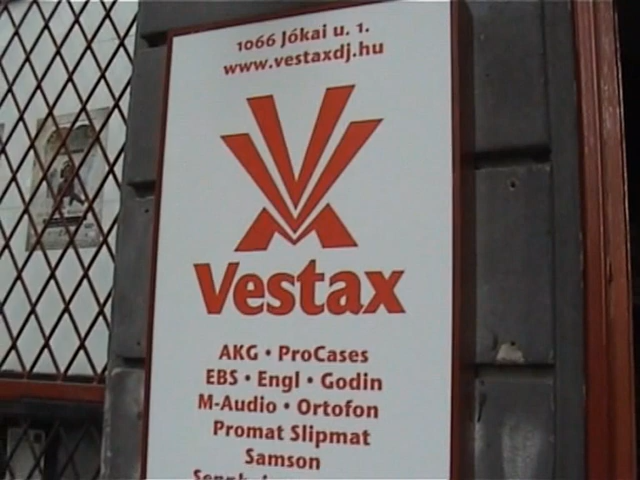 1066 Jókai u. 1.
www.vestaxdj.hu
Vestax
AKG • ProCases
EBS • Engl • Godin
M-Audio • Ortofon
Promat Slipmat
Samson